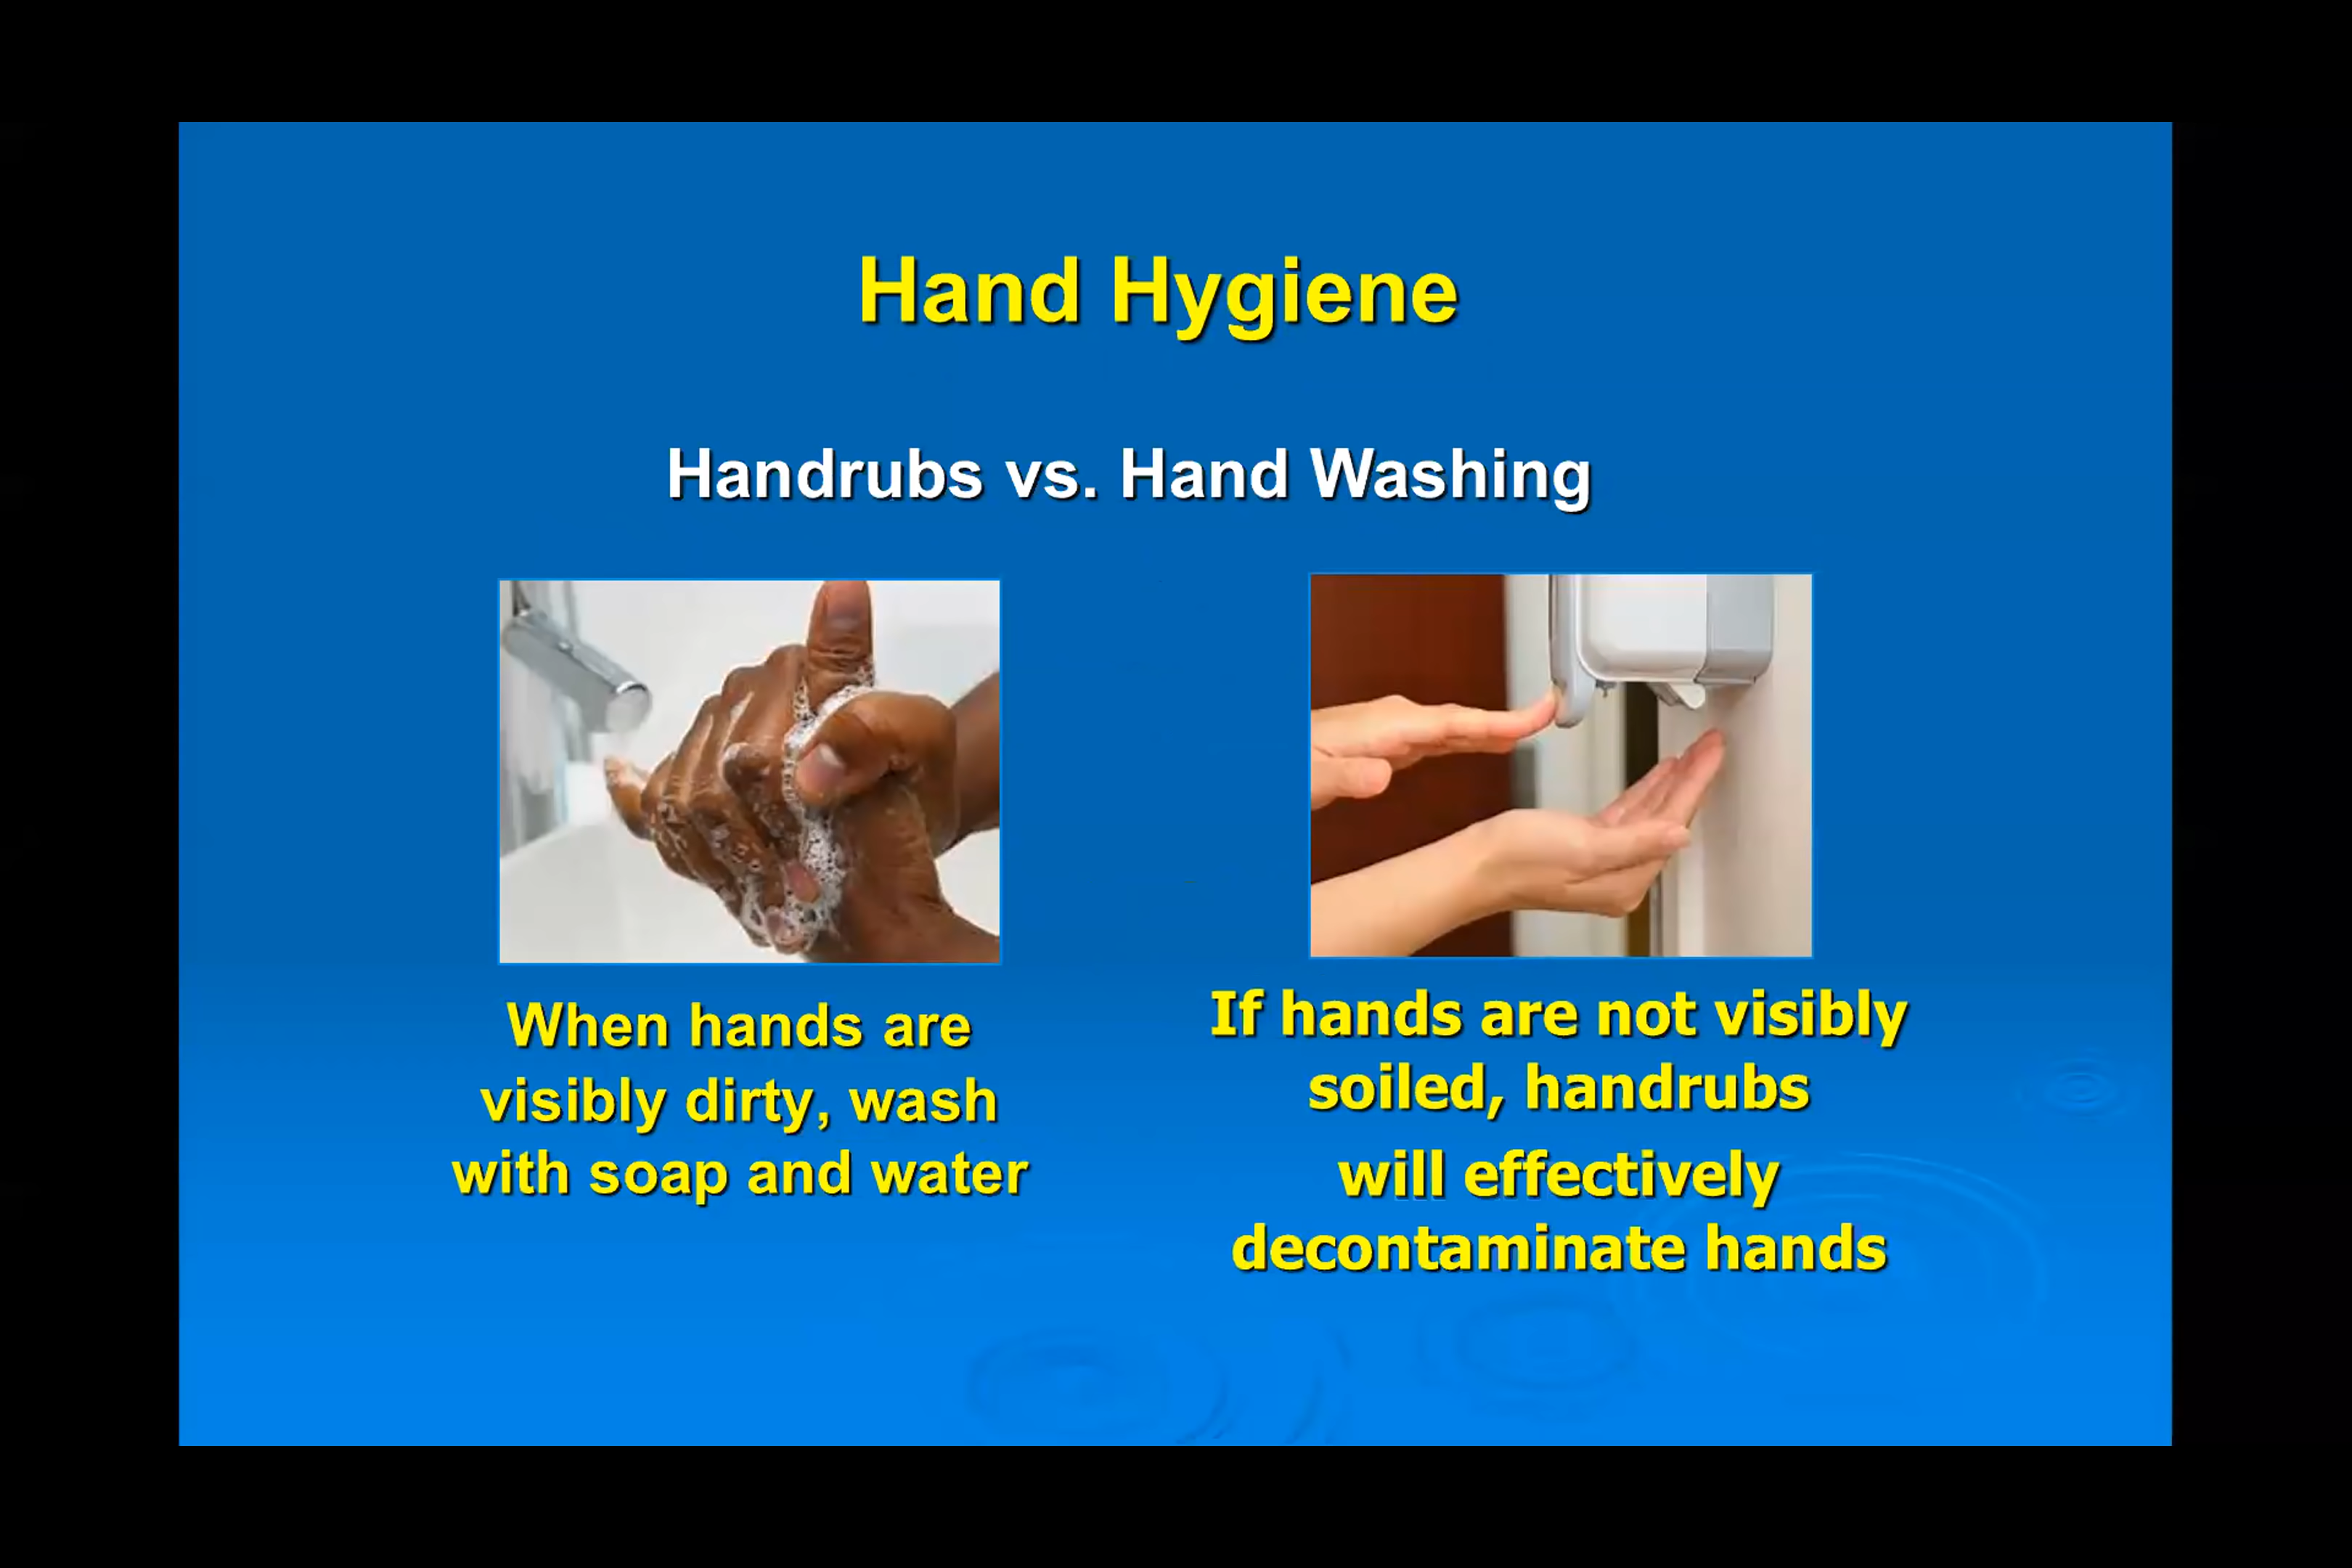 Hand Hygiene
Handrubs vs. Hand Washing
When hands are
visibly dirty, wash
with soap and water
If hands are not visibly
soiled, handrubs
will effectively
decontaminate hands